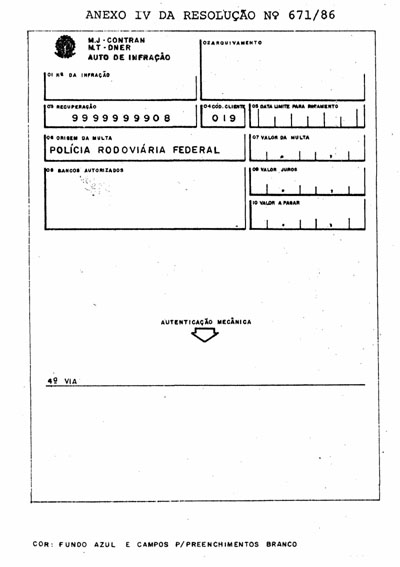 ANEXO IV DA RESOLUÇÃO Nº 671/86
M.J - CONTRAN
M.T - DNER
AUTO DE INFRAÇÃO
02 ARQUIVAMENTO
01 Nº DA INFRAÇÃO
03 RECUPERAÇÃO
9999999908
04 CÓD. CLIENTE
019
05 DATA LIMITE PARA PAGAMENTO
06 ORIGEM DA MULTA
POLÍCIA RODOVIÁRIA FEDERAL
07 VALOR DA MULTA
08 BANCOS AUTORIZADOS
09 VALOR JUROS
10 VALOR A PAGAR
AUTENTICAÇÃO MECÂNICA
4º VIA
COR: FUNDO AZUL E CAMPOS P/PREENCHIMENTOS BRANCO